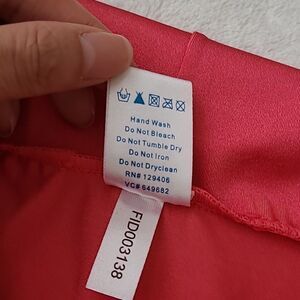 Hand Wash
Do Not Bleach
Do Not Tumble Dry
Do Not Iron
Do Not Dryclean
RN# 129406
VC# 649682
FID003138